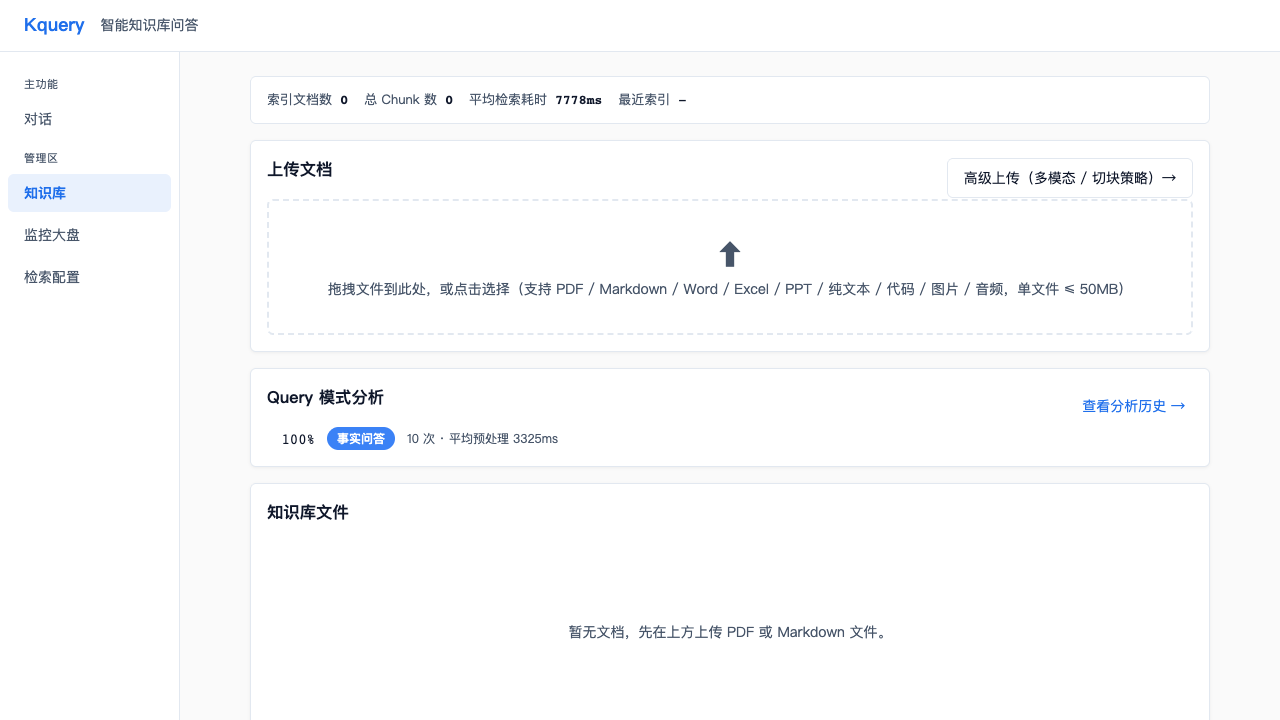 Kquery 智能知识库问答
主功能
对话
管理区
知识库
监控大盘
检索配置
索引文档数 0 总 Chunk 数 0 平均检索耗时 7778ms 最近索引 –
上传文档
高级上传（多模态 / 切块策略）→
拖拽文件到此处，或点击选择（支持 PDF / Markdown / Word / Excel / PPT / 纯文本 / 代码 / 图片 / 音频，单文件 ≤ 50MB）
Query 模式分析
查看分析历史 →
100% 事实问答 10 次 · 平均预处理 3325ms
知识库文件
暂无文档，先在上方上传 PDF 或 Markdown 文件。